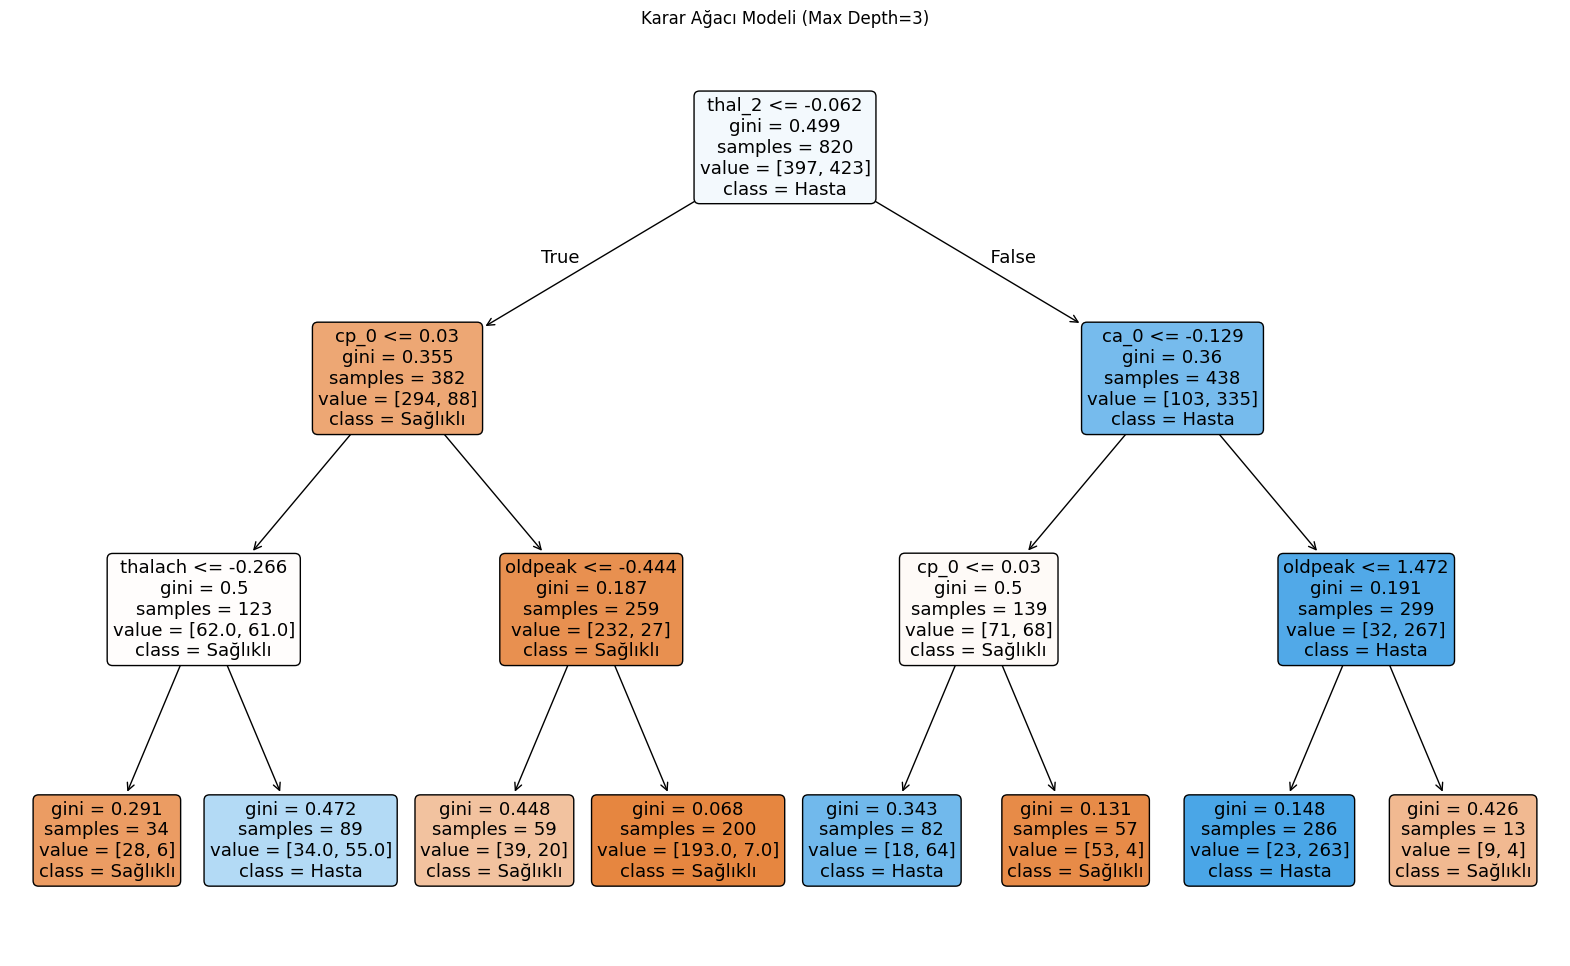 Karar Ağacı Modeli (Max Depth=3)
thal_2 <= -0.062
gini = 0.499
samples = 820
value = [397, 423]
class = Hasta
True
False
cp_0 <= 0.03
gini = 0.355
samples = 382
value = [294, 88]
class = Sağlıklı
ca_0 <= -0.129
gini = 0.36
samples = 438
value = [103, 335]
class = Hasta
thalach <= -0.266
gini = 0.5
samples = 123
value = [62.0, 61.0]
class = Sağlıklı
oldpeak <= -0.444
gini = 0.187
samples = 259
value = [232, 27]
class = Sağlıklı
cp_0 <= 0.03
gini = 0.5
samples = 139
value = [71, 68]
class = Sağlıklı
oldpeak <= 1.472
gini = 0.191
samples = 299
value = [32, 267]
class = Hasta
gini = 0.291
samples = 34
value = [28, 6]
class = Sağlıklı
gini = 0.472
samples = 89
value = [34.0, 55.0]
class = Hasta
gini = 0.448
samples = 59
value = [39, 20]
class = Sağlıklı
gini = 0.068
samples = 200
value = [193.0, 7.0]
class = Sağlıklı
gini = 0.343
samples = 82
value = [18, 64]
class = Hasta
gini = 0.131
samples = 57
value = [53, 4]
class = Sağlıklı
gini = 0.148
samples = 286
value = [23, 263]
class = Hasta
gini = 0.426
samples = 13
value = [9, 4]
class = Sağlıklı